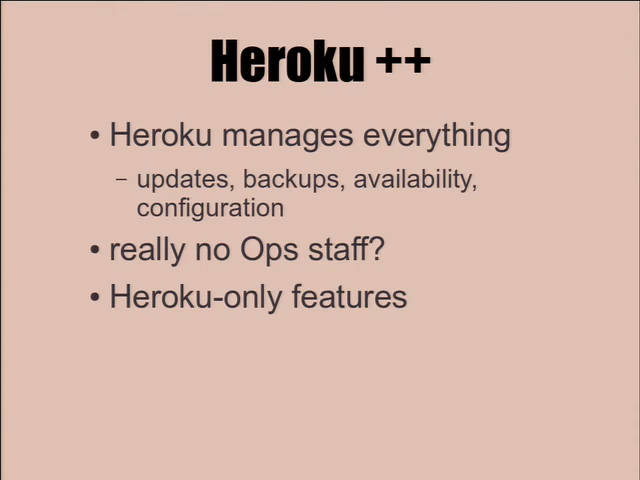 Heroku ++
• Heroku manages everything
– updates, backups, availability,
configuration
• really no Ops staff?
• Heroku-only features